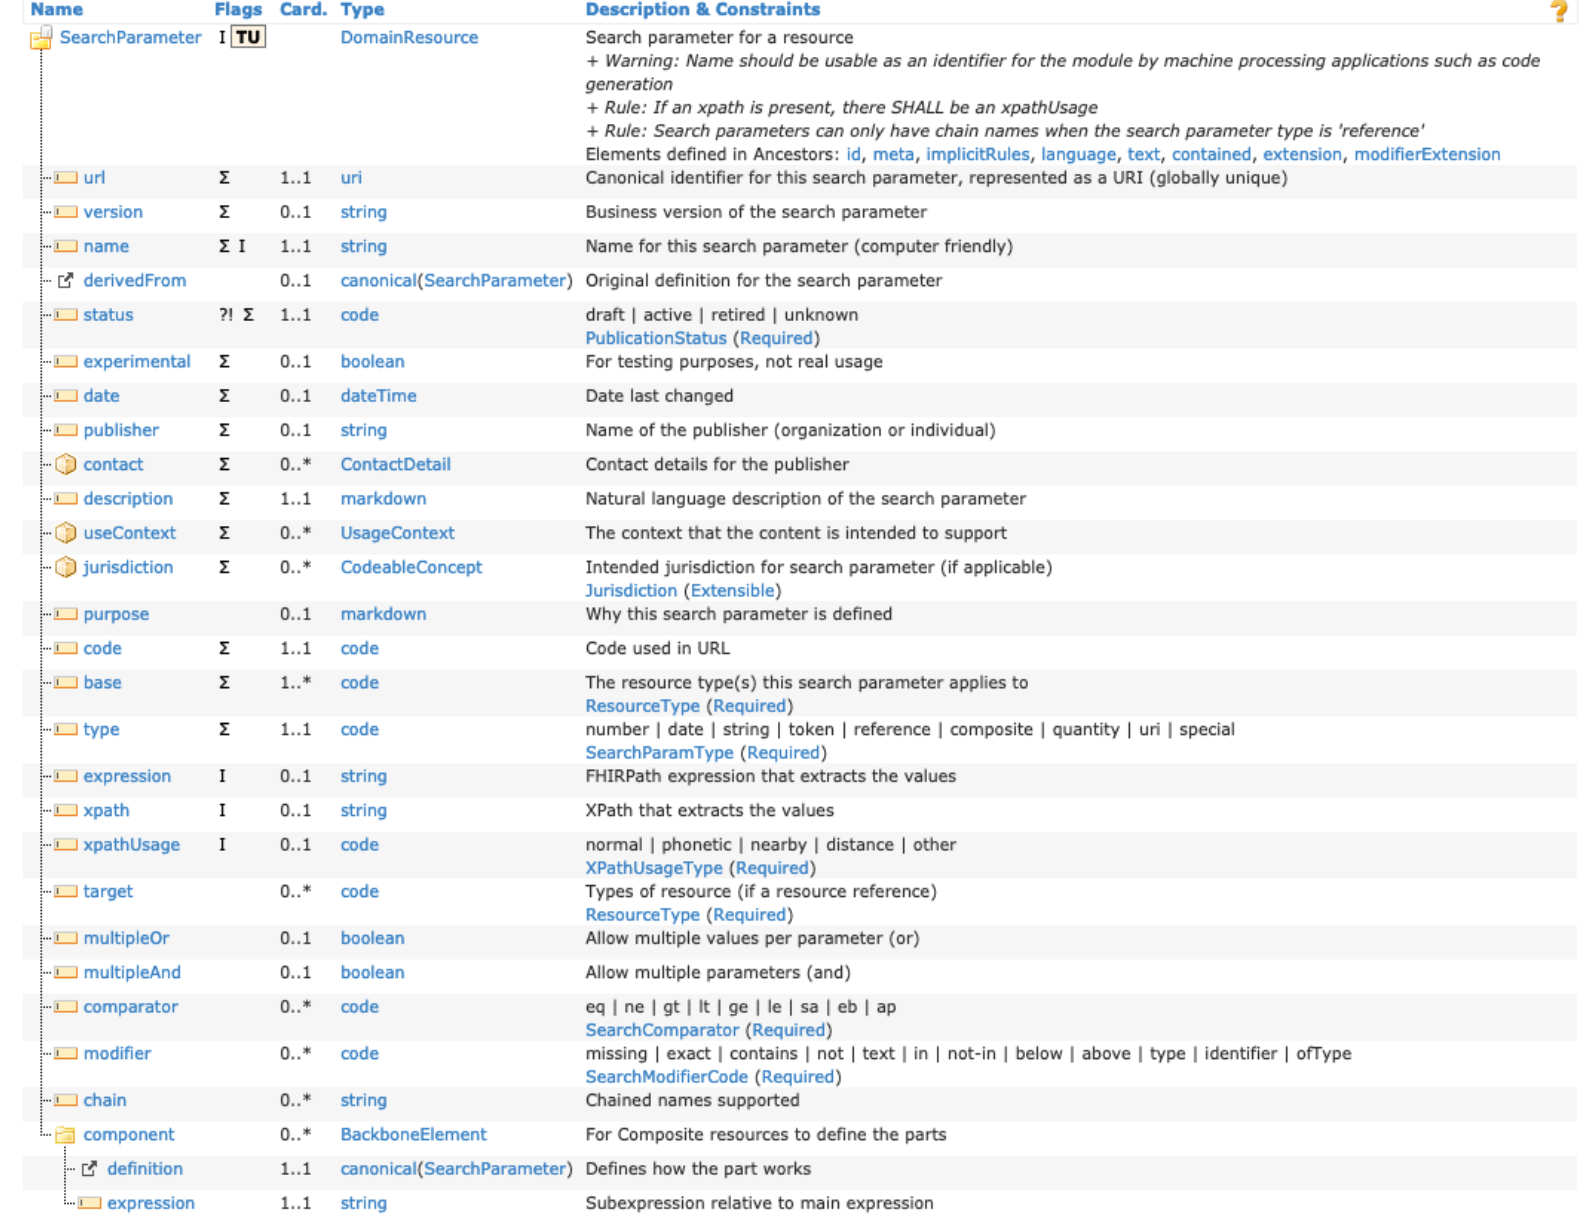 Name Flags Card. Type Description & Constraints ?
SearchParameter I TU DomainResource Search parameter for a resource
+ Warning: Name should be usable as an identifier for the module by machine processing applications such as code
generation
+ Rule: If an xpath is present, there SHALL be an xpathUsage
+ Rule: Search parameters can only have chain names when the search parameter type is 'reference'
Elements defined in Ancestors: id, meta, implicitRules, language, text, contained, extension, modifierExtension
url Σ 1..1 uri Canonical identifier for this search parameter, represented as a URI (globally unique)
version Σ 0..1 string Business version of the search parameter
name Σ I 1..1 string Name for this search parameter (computer friendly)
derivedFrom 0..1 canonical(SearchParameter) Original definition for the search parameter
status ?! Σ 1..1 code draft | active | retired | unknown
PublicationStatus (Required)
experimental Σ 0..1 boolean For testing purposes, not real usage
date Σ 0..1 dateTime Date last changed
publisher Σ 0..1 string Name of the publisher (organization or individual)
contact Σ 0..* ContactDetail Contact details for the publisher
description Σ 1..1 markdown Natural language description of the search parameter
useContext Σ 0..* UsageContext The context that the content is intended to support
jurisdiction Σ 0..* CodeableConcept Intended jurisdiction for search parameter (if applicable)
Jurisdiction (Extensible)
purpose 0..1 markdown Why this search parameter is defined
code Σ 1..1 code Code used in URL
base Σ 1..* code The resource type(s) this search parameter applies to
ResourceType (Required)
type Σ 1..1 code number | date | string | token | reference | composite | quantity | uri | special
SearchParamType (Required)
expression I 0..1 string FHIRPath expression that extracts the values
xpath I 0..1 string XPath that extracts the values
xpathUsage I 0..1 code normal | phonetic | nearby | distance | other
XPathUsageType (Required)
target 0..* code Types of resource (if a resource reference)
ResourceType (Required)
multipleOr 0..1 boolean Allow multiple values per parameter (or)
multipleAnd 0..1 boolean Allow multiple parameters (and)
comparator 0..* code eq | ne | gt | lt | ge | le | sa | eb | ap
SearchComparator (Required)
modifier 0..* code missing | exact | contains | not | text | in | not-in | below | above | type | identifier | ofType
SearchModifierCode (Required)
chain 0..* string Chained names supported
component 0..* BackboneElement For Composite resources to define the parts
definition 1..1 canonical(SearchParameter) Defines how the part works
expression 1..1 string Subexpression relative to main expression